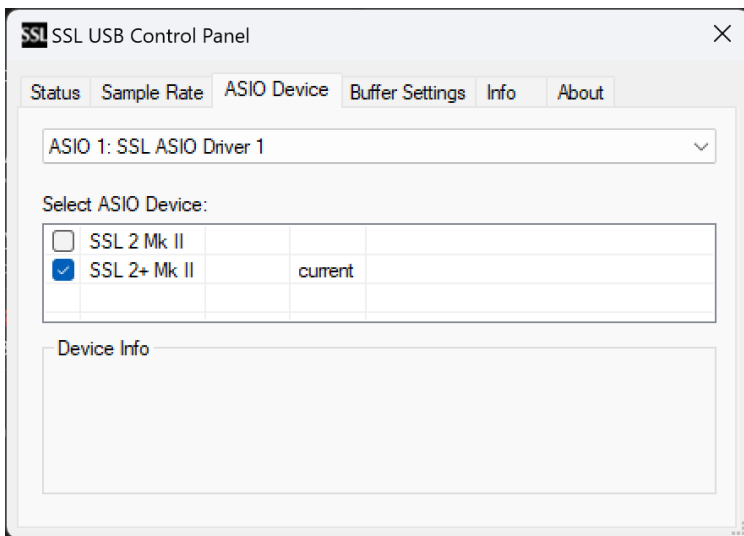 SSL SSL USB Control Panel
Status Sample Rate ASIO Device Buffer Settings Info About
ASIO 1: SSL ASIO Driver 1
Select ASIO Device:
SSL 2 Mk II
SSL 2+ Mk II current
Device Info